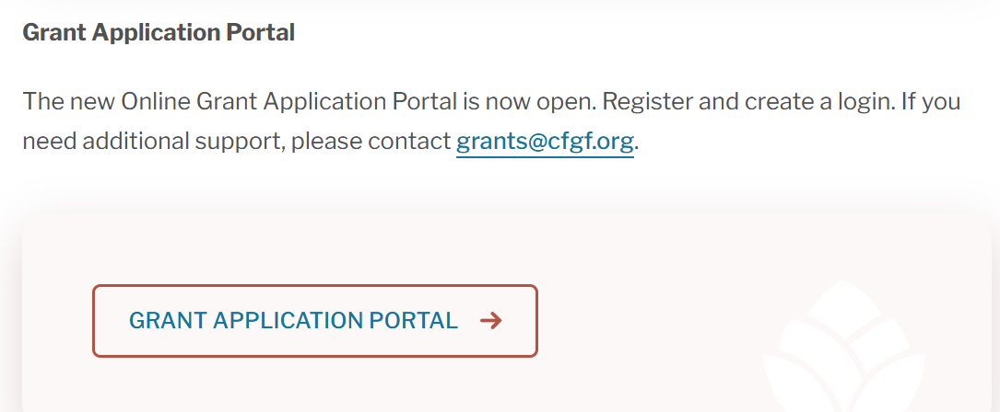 Grant Application Portal
The new Online Grant Application Portal is now open. Register and create a login. If you
need additional support, please contact grants@cfgf.org.
GRANT APPLICATION PORTAL →